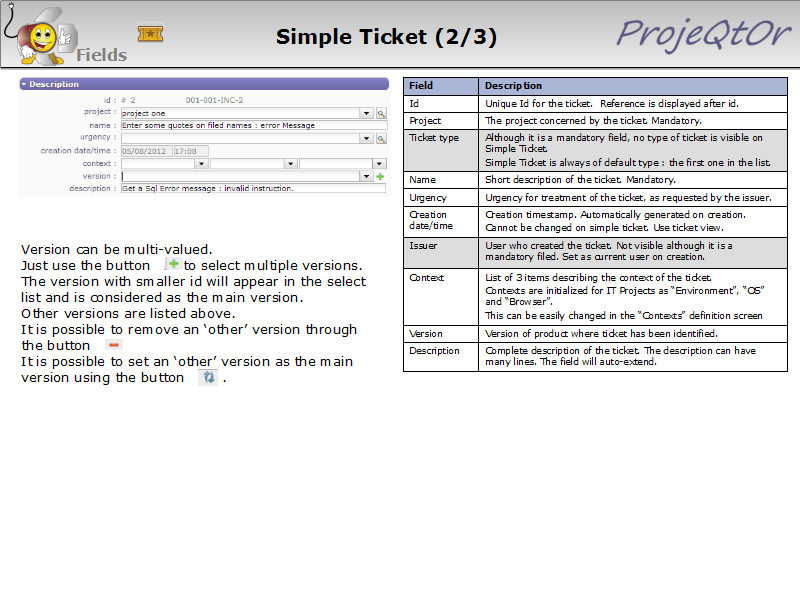 Fields
Simple Ticket (2/3)
ProjeQtOr
Description
id : # 2 001-001-INC-2
project : project one
name : Enter some quotes on filed names : error Message
urgency :
creation date/time : 05/08/2012 17:08
context :
version :
description : Get a Sql Error message : invalid instruction.
Version can be multi-valued.
Just use the button to select multiple versions.
The version with smaller id will appear in the select
list and is considered as the main version.
Other versions are listed above.
It is possible to remove an ‘other’ version through
the button
It is possible to set an ‘other’ version as the main
version using the button .
Field Description
Id Unique Id for the ticket. Reference is displayed after id.
Project The project concerned by the ticket. Mandatory.
Ticket type Although it is a mandatory field, no type of ticket is visible on
Simple Ticket.
Simple Ticket is always of default type : the first one in the list.
Name Short description of the ticket. Mandatory.
Urgency Urgency for treatment of the ticket, as requested by the issuer.
Creation Creation timestamp. Automatically generated on creation.
date/time Cannot be changed on simple ticket. Use ticket view.
Issuer User who created the ticket. Not visible although it is a
mandatory filed. Set as current user on creation.
Context List of 3 items describing the context of the ticket.
Contexts are initialized for IT Projects as “Environment”, “OS”
and “Browser”.
This can be easily changed in the “Contexts” definition screen
Version Version of product where ticket has been identified.
Description Complete description of the ticket. The description can have
many lines. The field will auto-extend.